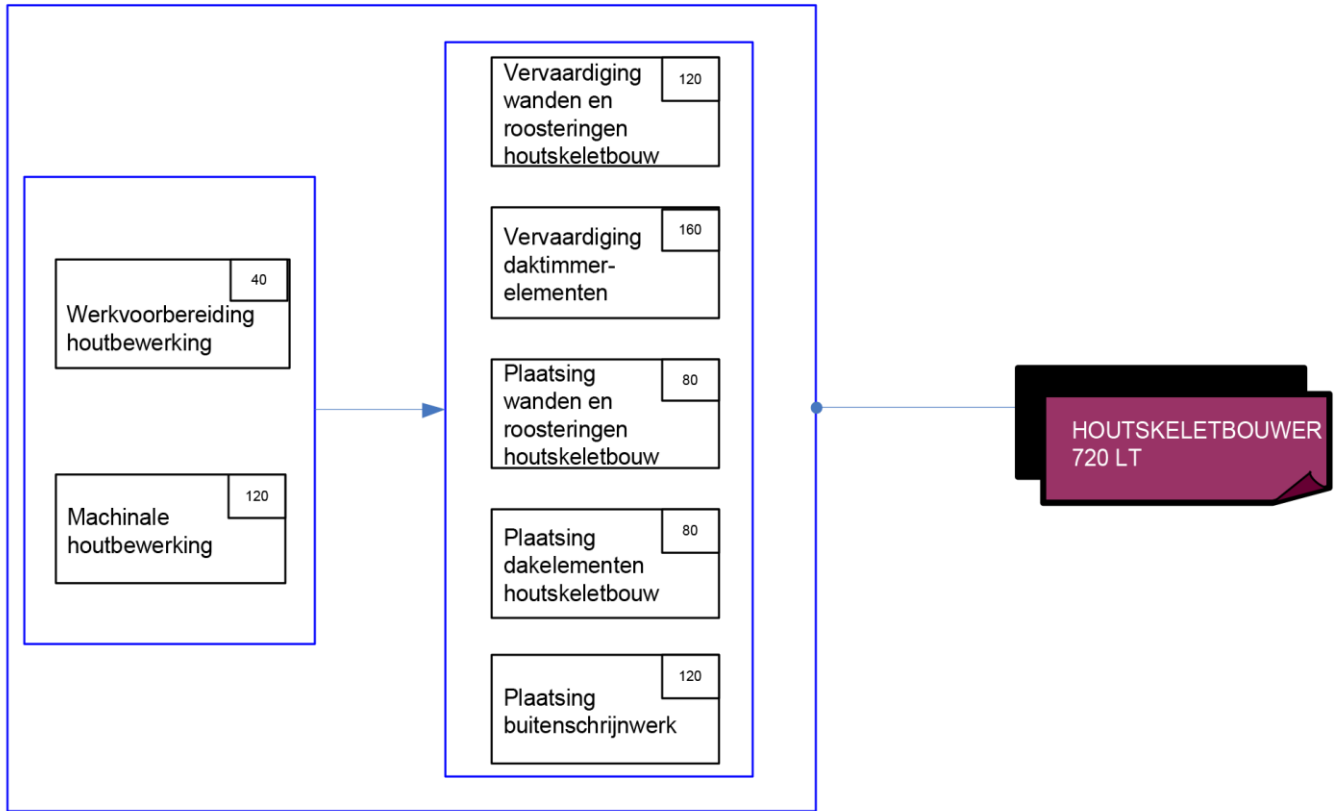 40
Werkvoorbereiding
houtbewerking
120
Machinale
houtbewerking
Vervaardiging
wanden en
roosteringen
houtskeletbouw
120
Vervaardiging
daktimmer-
elementen
160
Plaatsing
wanden en
roosteringen
houtskeletbouw
80
Plaatsing
dakelementen
houtskeletbouw
80
Plaatsing
buitenschrijnwerk
120
HOUTSKELETBOUWER
720 LT